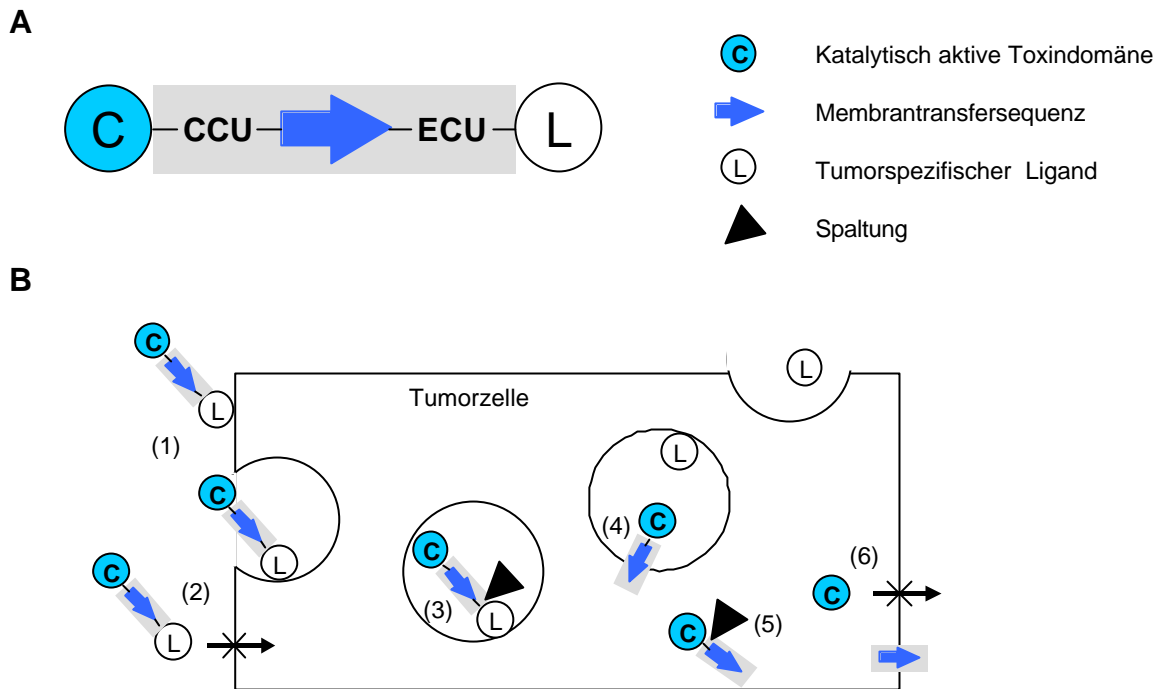 A
C CCU ECU L
C Katalytisch aktive Toxindomäne
Membrantransfersequenz
L Tumorspezifischer Ligand
Spaltung
B
C
L
(1)
Tumorzelle
L
C
L
C
L
(2)
C
L
(3)
L
C
(4)
C
(5)
C
(6)